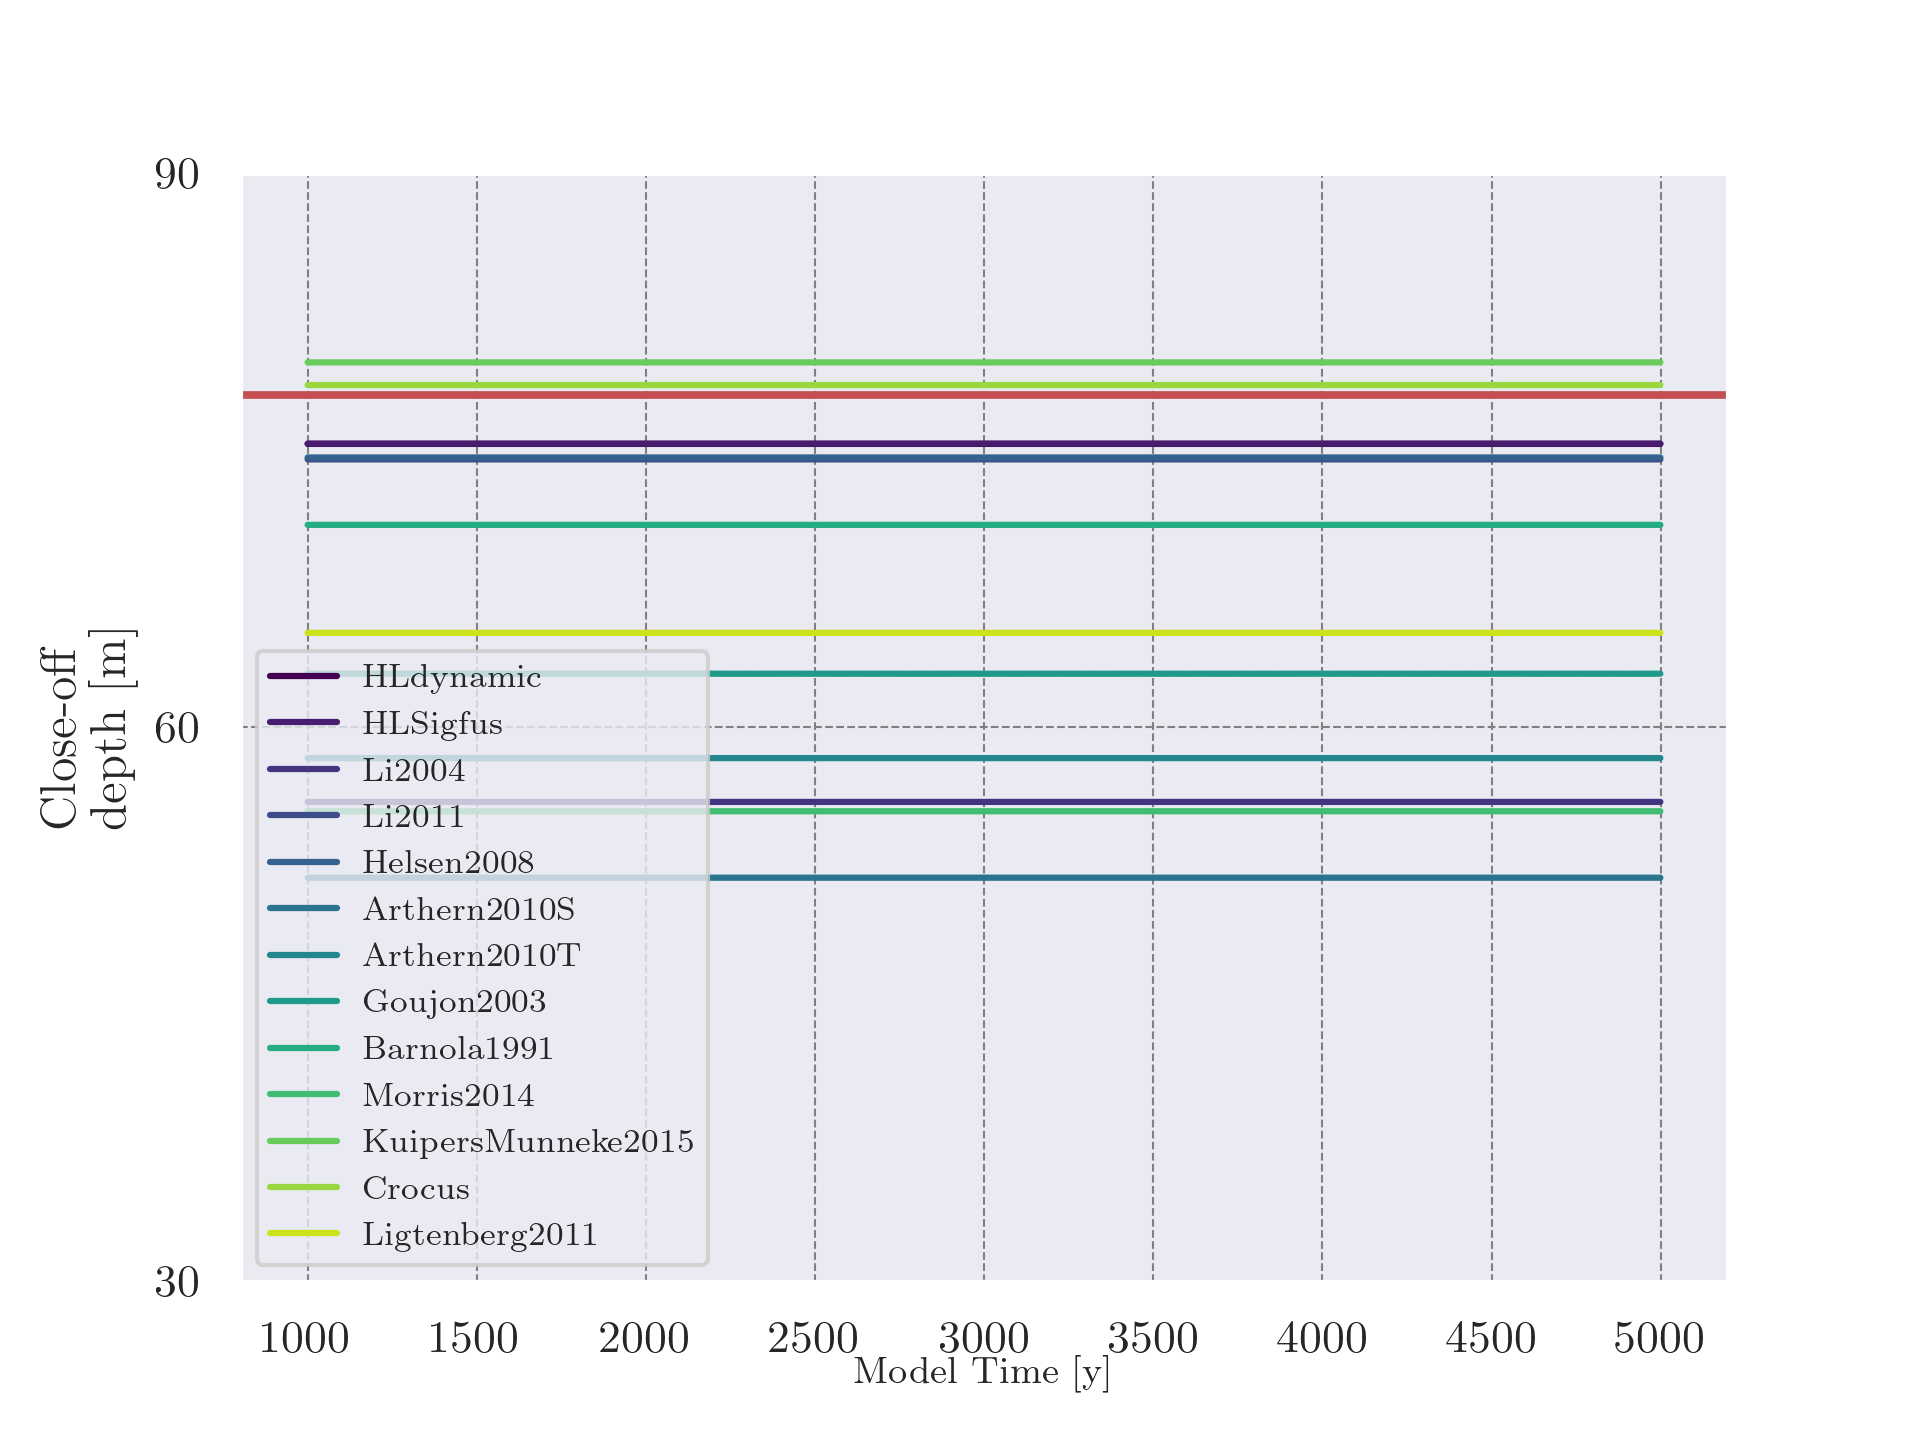 90
60
30
Close-off
depth [m]
HLdynamic
HLSigfus
Li2004
Li2011
Helsen2008
Arthern2010S
Arthern2010T
Goujon2003
Barnola1991
Morris2014
KuipersMunneke2015
Crocus
Ligtenberg2011
1000 1500 2000 2500 3000 3500 4000 4500 5000
Model Time [y]